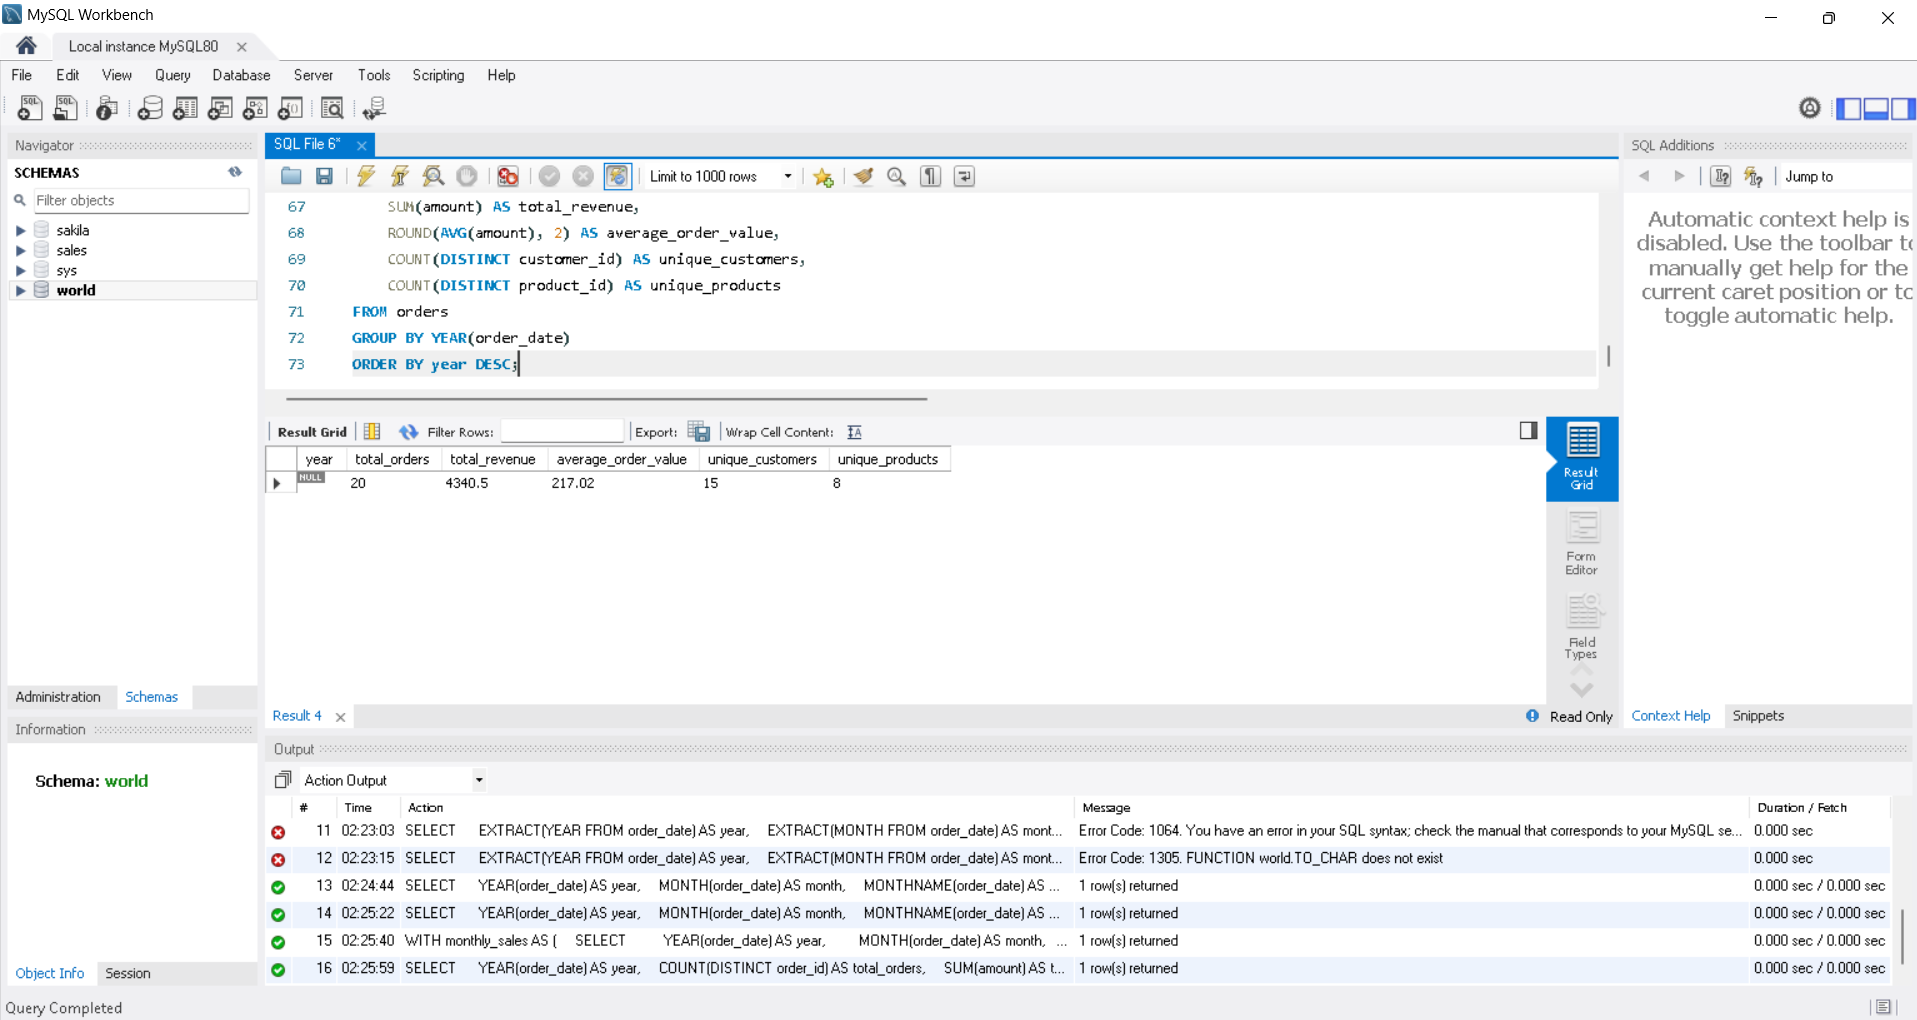 MySQL Workbench
Local instance MySQL80
File Edit View Query Database Server Tools Scripting Help
Navigator
SCHEMAS
Filter objects
sakila
sales
sys
world
Administration Schemas
Information
Schema: world
Object Info Session
Query Completed
SQL File 6*
Limit to 1000 rows
67 SUM(amount) AS total_revenue,
68 ROUND(AVG(amount), 2) AS average_order_value,
69 COUNT(DISTINCT customer_id) AS unique_customers,
70 COUNT(DISTINCT product_id) AS unique_products
71 FROM orders
72 GROUP BY YEAR(order_date)
73 ORDER BY year DESC;
Result Grid Filter Rows: Export: Wrap Cell Content:
year total_orders total_revenue average_order_value unique_customers unique_products
NULL 20 4340.5 217.02 15 8
Result Grid
Form Editor
Field Types
Result 4
Read Only
SQL Additions
Jump to
Automatic context help is
disabled. Use the toolbar to
manually get help for the
current caret position or to
toggle automatic help.
Context Help Snippets
Output
Action Output
# Time Action Message Duration / Fetch
11 02:23:03 SELECT EXTRACT(YEAR FROM order_date) AS year, EXTRACT(MONTH FROM order_date) AS mont... Error Code: 1064. You have an error in your SQL syntax; check the manual that corresponds to your MySQL se... 0.000 sec
12 02:23:15 SELECT EXTRACT(YEAR FROM order_date) AS year, EXTRACT(MONTH FROM order_date) AS mont... Error Code: 1305. FUNCTION world.TO_CHAR does not exist 0.000 sec
13 02:24:44 SELECT YEAR(order_date) AS year, MONTH(order_date) AS month, MONTHNAME(order_date) AS ... 1 row(s) returned 0.000 sec / 0.000 sec
14 02:25:22 SELECT YEAR(order_date) AS year, MONTH(order_date) AS month, MONTHNAME(order_date) AS ... 1 row(s) returned 0.000 sec / 0.000 sec
15 02:25:40 WITH monthly_sales AS ( SELECT YEAR(order_date) AS year, MONTH(order_date) AS month, ... 1 row(s) returned 0.000 sec / 0.000 sec
16 02:25:59 SELECT YEAR(order_date) AS year, COUNT(DISTINCT order_id) AS total_orders, SUM(amount) AS t... 1 row(s) returned 0.000 sec / 0.000 sec